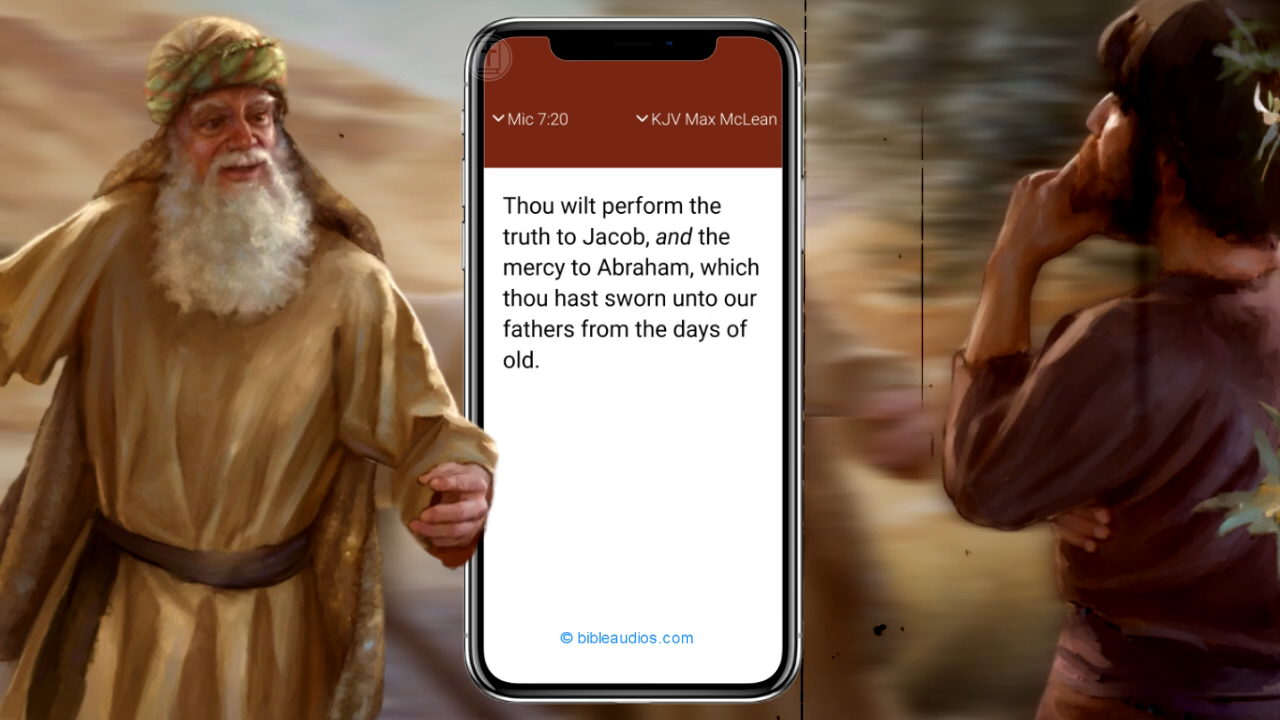 Mic 7:20
KJV Max McLean
Thou wilt perform the
truth to Jacob, and the
mercy to Abraham, which
thou hast sworn unto our
fathers from the days of
old.
© bibleaudios.com